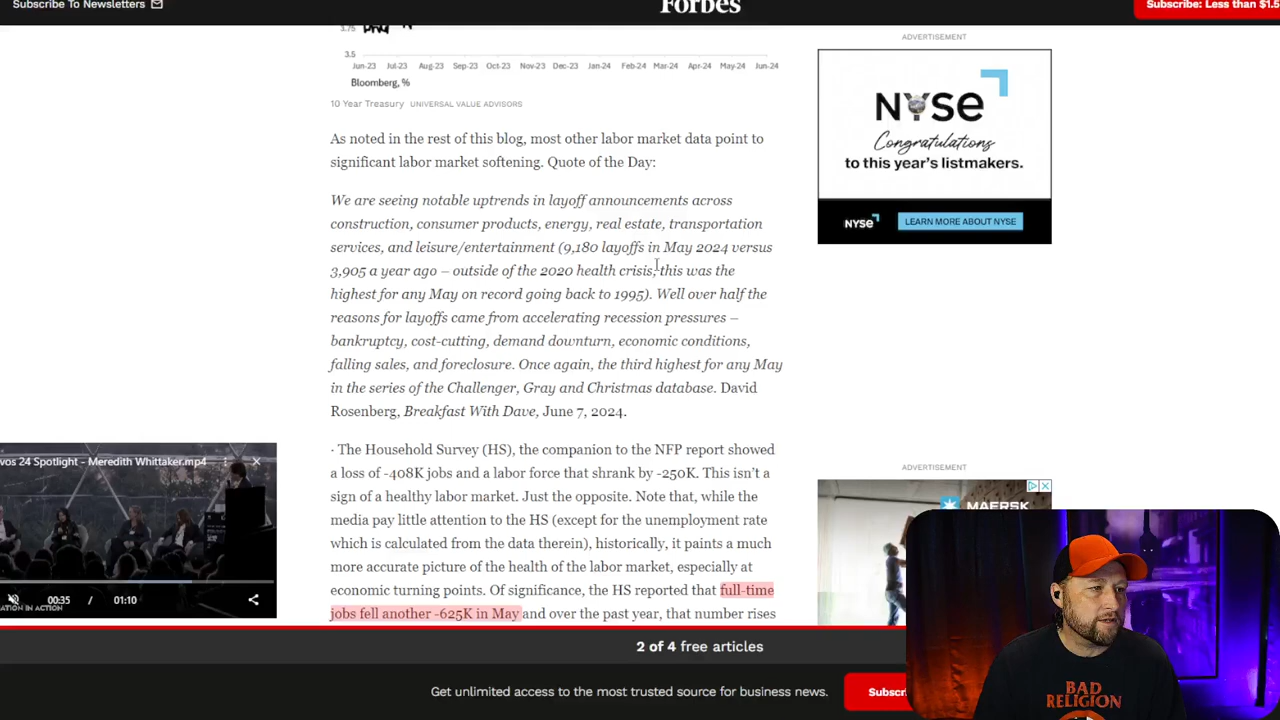 Subscribe To Newsletters
Forbes
Subscribe: Less than $1.5
3.75
3.5
Jun-23 Jul-23 Aug-23 Sep-23 Oct-23 Nov-23 Dec-23 Jan-24 Feb-24 Mar-24 Apr-24 May-24 Jun-24
Bloomberg, %
10 Year Treasury UNIVERSAL VALUE ADVISORS
As noted in the rest of this blog, most other labor market data point to
significant labor market softening. Quote of the Day:
We are seeing notable uptrends in layoff announcements across
construction, consumer products, energy, real estate, transportation
services, and leisure/entertainment (9,180 layoffs in May 2024 versus
3,905 a year ago – outside of the 2020 health crisis, this was the
highest for any May on record going back to 1995). Well over half the
reasons for layoffs came from accelerating recession pressures –
bankruptcy, cost-cutting, demand downturn, economic conditions,
falling sales, and foreclosure. Once again, the third highest for any May
in the series of the Challenger, Gray and Christmas database. David
Rosenberg, Breakfast With Dave, June 7, 2024.
· The Household Survey (HS), the companion to the NFP report showed
a loss of -408K jobs and a labor force that shrank by -250K. This isn't a
sign of a healthy labor market. Just the opposite. Note that, while the
media pay little attention to the HS (except for the unemployment rate
which is calculated from the data therein), historically, it paints a much
more accurate picture of the health of the labor market, especially at
economic turning points. Of significance, the HS reported that full-time
jobs fell another -625K in May and over the past year, that number rises
ADVERTISEMENT
NYSE
Congratulations
to this year's listmakers.
NYSE
LEARN MORE ABOUT NYSE
ADVERTISEMENT
MAERSK
vos 24 Spotlight - Meredith Whittaker.mp4
00:35 / 01:10
ATION IN ACTION
2 of 4 free articles
Get unlimited access to the most trusted source for business news.
Subscr
BAD
RELIGION